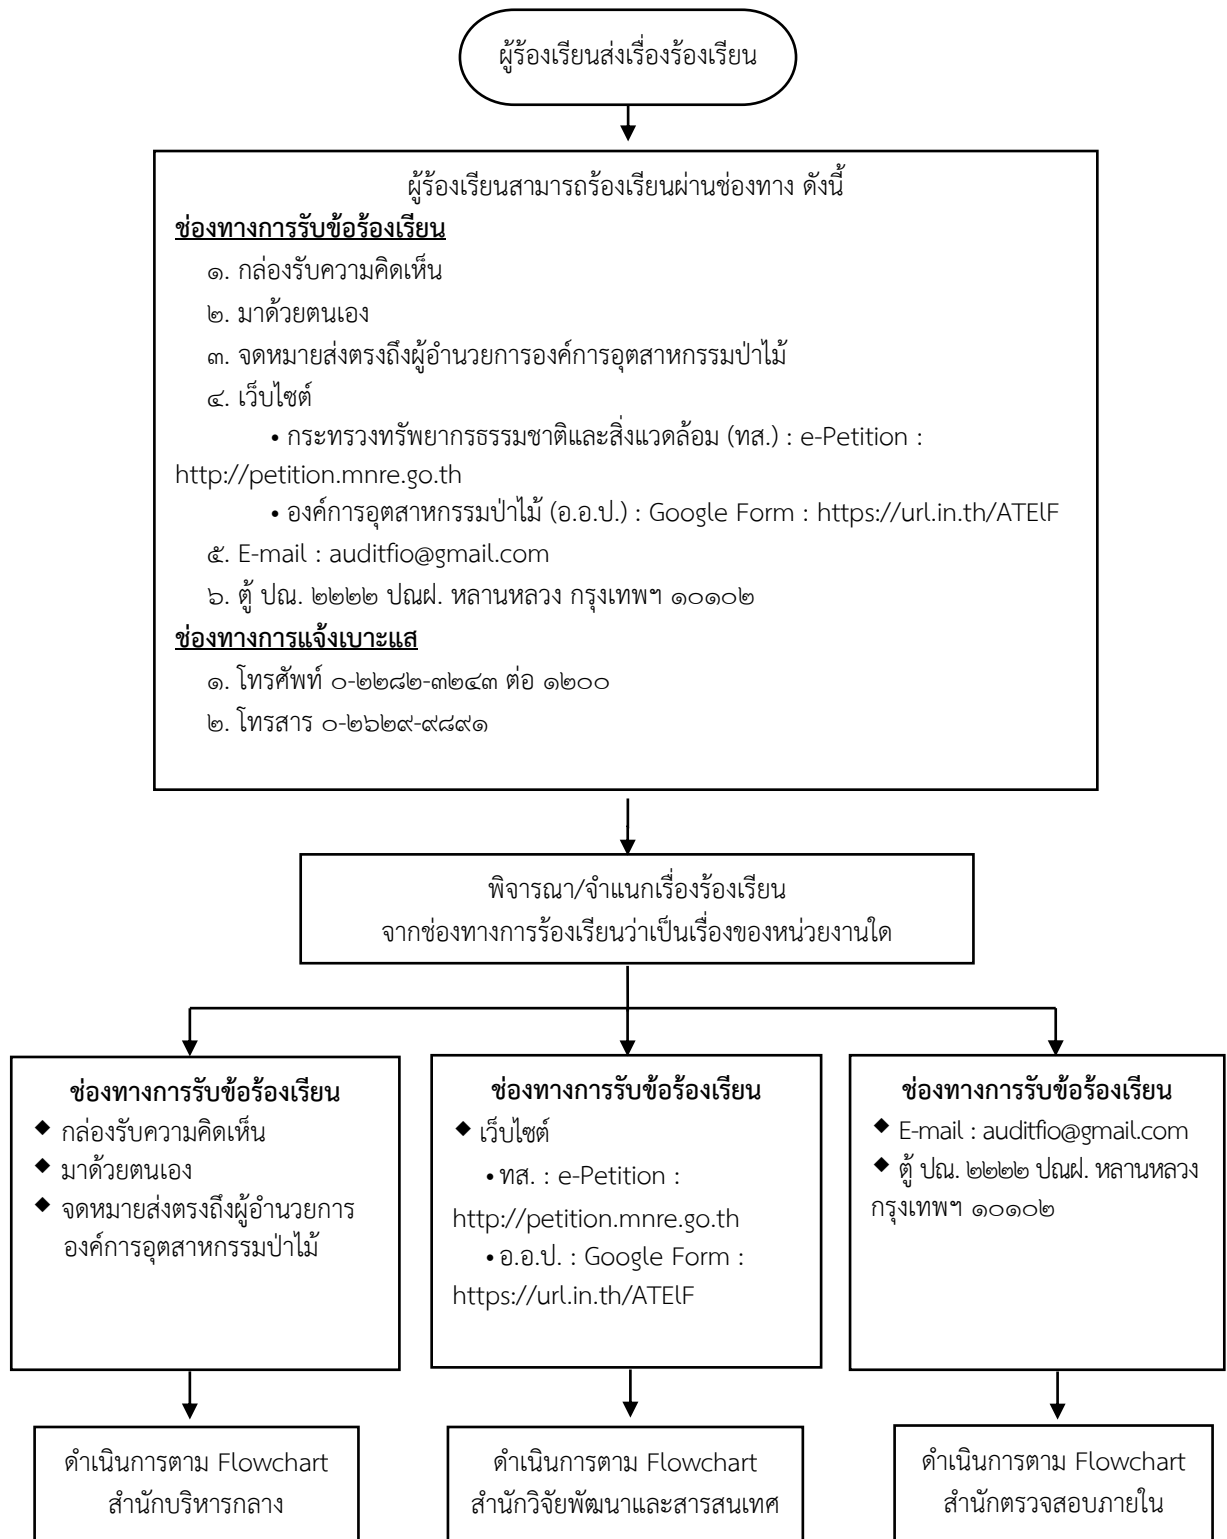 ผู้ร้องเรียนส่งเรื่องร้องเรียน
ผู้ร้องเรียนสามารถร้องเรียนผ่านช่องทาง ดังนี้
ช่องทางการรับข้อร้องเรียน
๑. กล่องรับความคิดเห็น
๒. มาด้วยตนเอง
๓. จดหมายส่งตรงถึงผู้อำนวยการองค์การอุตสาหกรรมป่าไม้
๔. เว็บไซต์
• กระทรวงทรัพยากรธรรมชาติและสิ่งแวดล้อม (ทส.) : e-Petition :
http://petition.mnre.go.th
• องค์การอุตสาหกรรมป่าไม้ (อ.อ.ป.) : Google Form : https://url.in.th/ATElF
๕. E-mail : auditfio@gmail.com
๖. ตู้ ปณ. ๒๒๒๒ ปณฝ. หลานหลวง กรุงเทพฯ ๑๐๑๐๒
ช่องทางการแจ้งเบาะแส
๑. โทรศัพท์ ๐-๒๒๘๒-๓๒๔๓ ต่อ ๑๒๐๐
๒. โทรสาร ๐-๒๖๒๙-๙๘๙๑
พิจารณา/จำแนกเรื่องร้องเรียน
จากช่องทางการร้องเรียนว่าเป็นเรื่องของหน่วยงานใด
ช่องทางการรับข้อร้องเรียน
◆ กล่องรับความคิดเห็น
◆ มาด้วยตนเอง
◆ จดหมายส่งตรงถึงผู้อำนวยการ
องค์การอุตสาหกรรมป่าไม้
ช่องทางการรับข้อร้องเรียน
◆ เว็บไซต์
• ทส. : e-Petition :
http://petition.mnre.go.th
• อ.อ.ป. : Google Form :
https://url.in.th/ATElF
ช่องทางการรับข้อร้องเรียน
◆ E-mail : auditfio@gmail.com
◆ ตู้ ปณ. ๒๒๒๒ ปณฝ. หลานหลวง
กรุงเทพฯ ๑๐๑๐๒
ดำเนินการตาม Flowchart
สำนักบริหารกลาง
ดำเนินการตาม Flowchart
สำนักวิจัยพัฒนาและสารสนเทศ
ดำเนินการตาม Flowchart
สำนักตรวจสอบภายใน